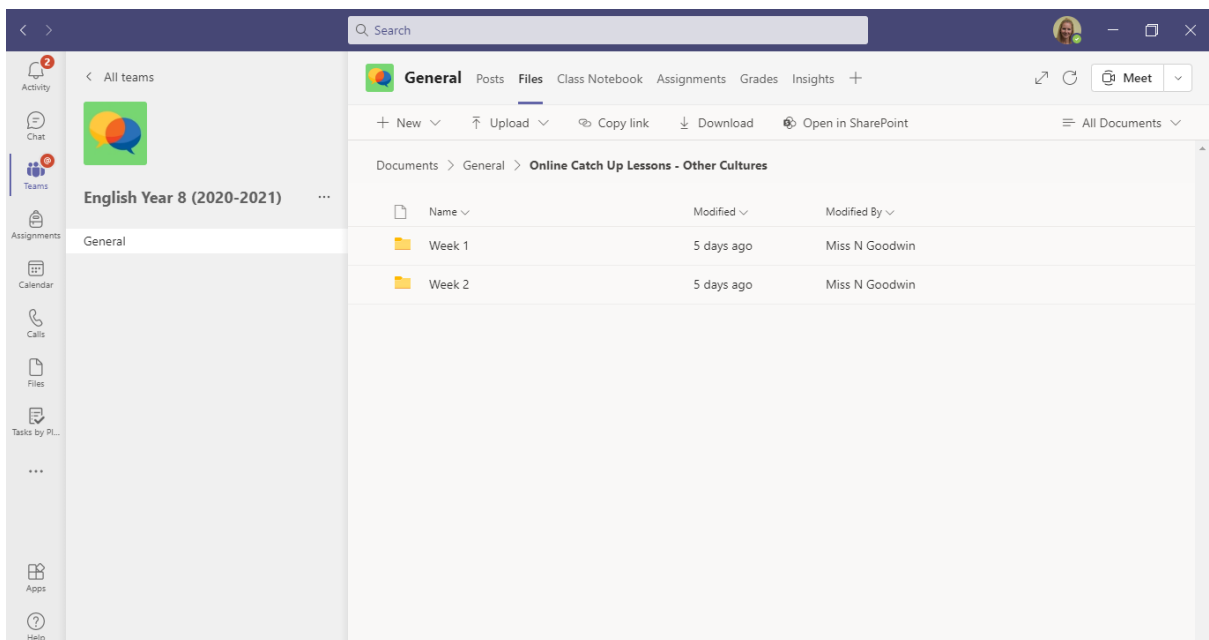 Search
2
Activity
Chat
@
Teams
Assignments
Calendar
Calls
Files
Tasks by Pl...
...
Apps
Help
All teams
English Year 8 (2020-2021) ...
General
General Posts Files Class Notebook Assignments Grades Insights
Meet
New Upload Copy link Download Open in SharePoint All Documents
Documents > General > Online Catch Up Lessons - Other Cultures
Name Modified Modified By
Week 1 5 days ago Miss N Goodwin
Week 2 5 days ago Miss N Goodwin